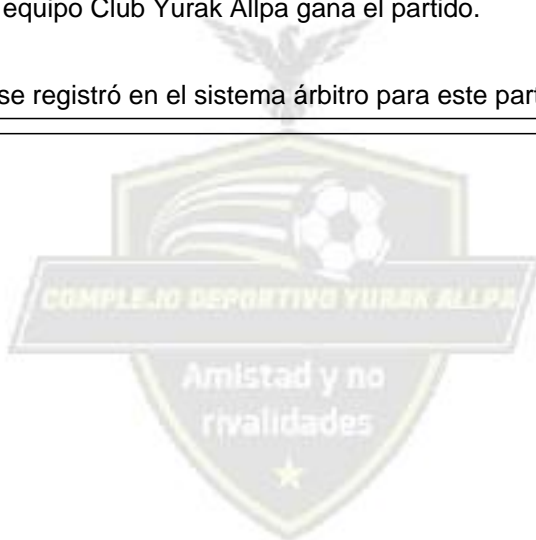 equipo Club Yurak Allpa gana el partido.
se registró en el sistema árbitro para este par
COMPLEJO DEPORTIVO YURAK ALLPA
Amistad y no
rivalidades